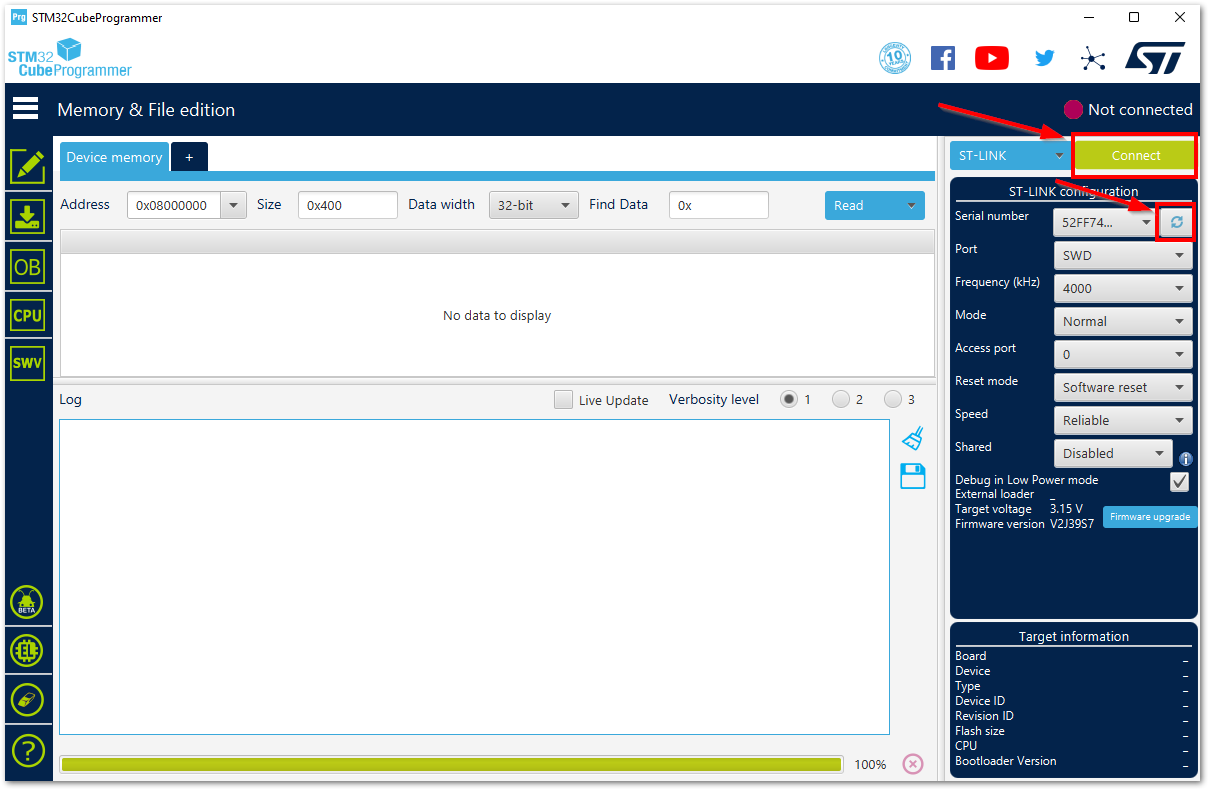 Prg STM32CubeProgrammer
STM32
CubeProgrammer
10
YEARS
ST
Memory & File edition
Not connected
Device memory +
ST-LINK Connect
Address 0x08000000 Size 0x400 Data width 32-bit Find Data 0x Read
ST-LINK configuration
Serial number 52FF74...
Port SWD
Frequency (kHz) 4000
Mode Normal
Access port 0
Reset mode Software reset
Speed Reliable
Shared Disabled
Debug in Low Power mode
External loader _
Target voltage 3.15 V
Firmware version V2J39S7
Firmware upgrade
No data to display
OB
CPU
SWV
Log Live Update Verbosity level 1 2 3
BETA
EL
?
100%
Target information
Board _
Device _
Type _
Device ID _
Revision ID _
Flash size _
CPU _
Bootloader Version _